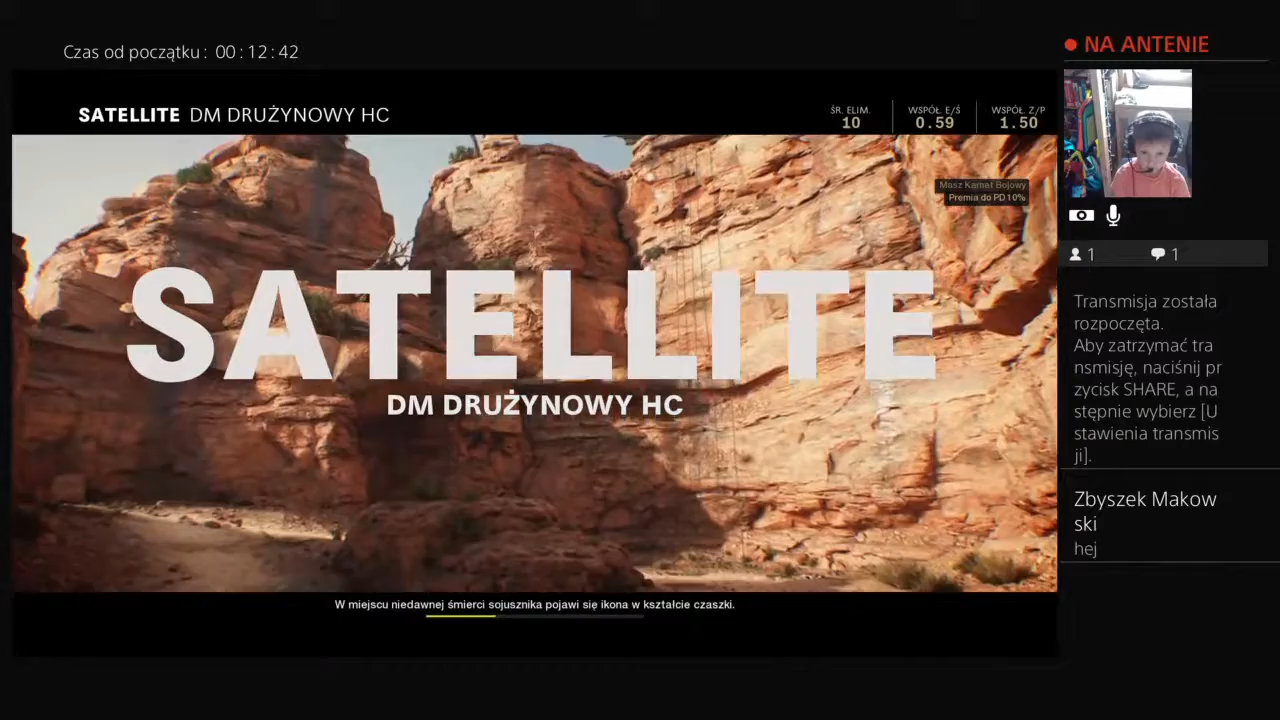 Czas od początku: 00:12:42
NA ANTENIE
SATELLITE DM DRUŻYNOWY HC
ŚR. ELIM. WSPÓŁ. E/Ś WSPÓŁ. Z/P
10 0.59 1.50
Masz Karnet Bojowy
Premia do PD 10%
1 1
SATELLITE
DM DRUŻYNOWY HC
Transmisja została
rozpoczęta.
Aby zatrzymać tra
nsmisję, naciśnij pr
zycisk SHARE, a na
stępnie wybierz [U
stawienia transmis
ji].
Zbyszek Makow
ski
hej
W miejscu niedawnej śmierci sojusznika pojawi się ikona w kształcie czaszki.